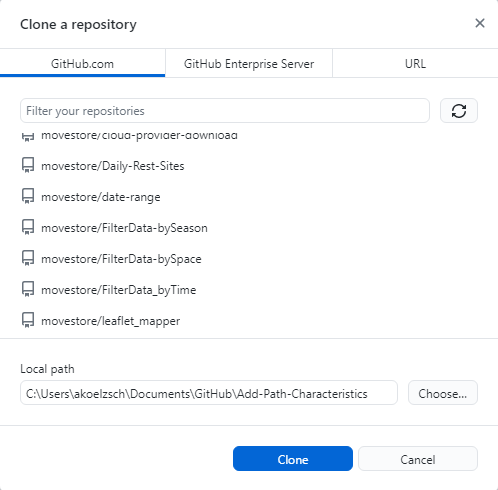 Clone a repository
GitHub.com GitHub Enterprise Server URL
Filter your repositories
movestore/cloud-provider-download
movestore/Daily-Rest-Sites
movestore/date-range
movestore/FilterData-bySeason
movestore/FilterData-bySpace
movestore/FilterData_byTime
movestore/leaflet_mapper
Local path
C:\Users\akoelzsch\Documents\GitHub\Add-Path-Characteristics Choose...
Clone Cancel